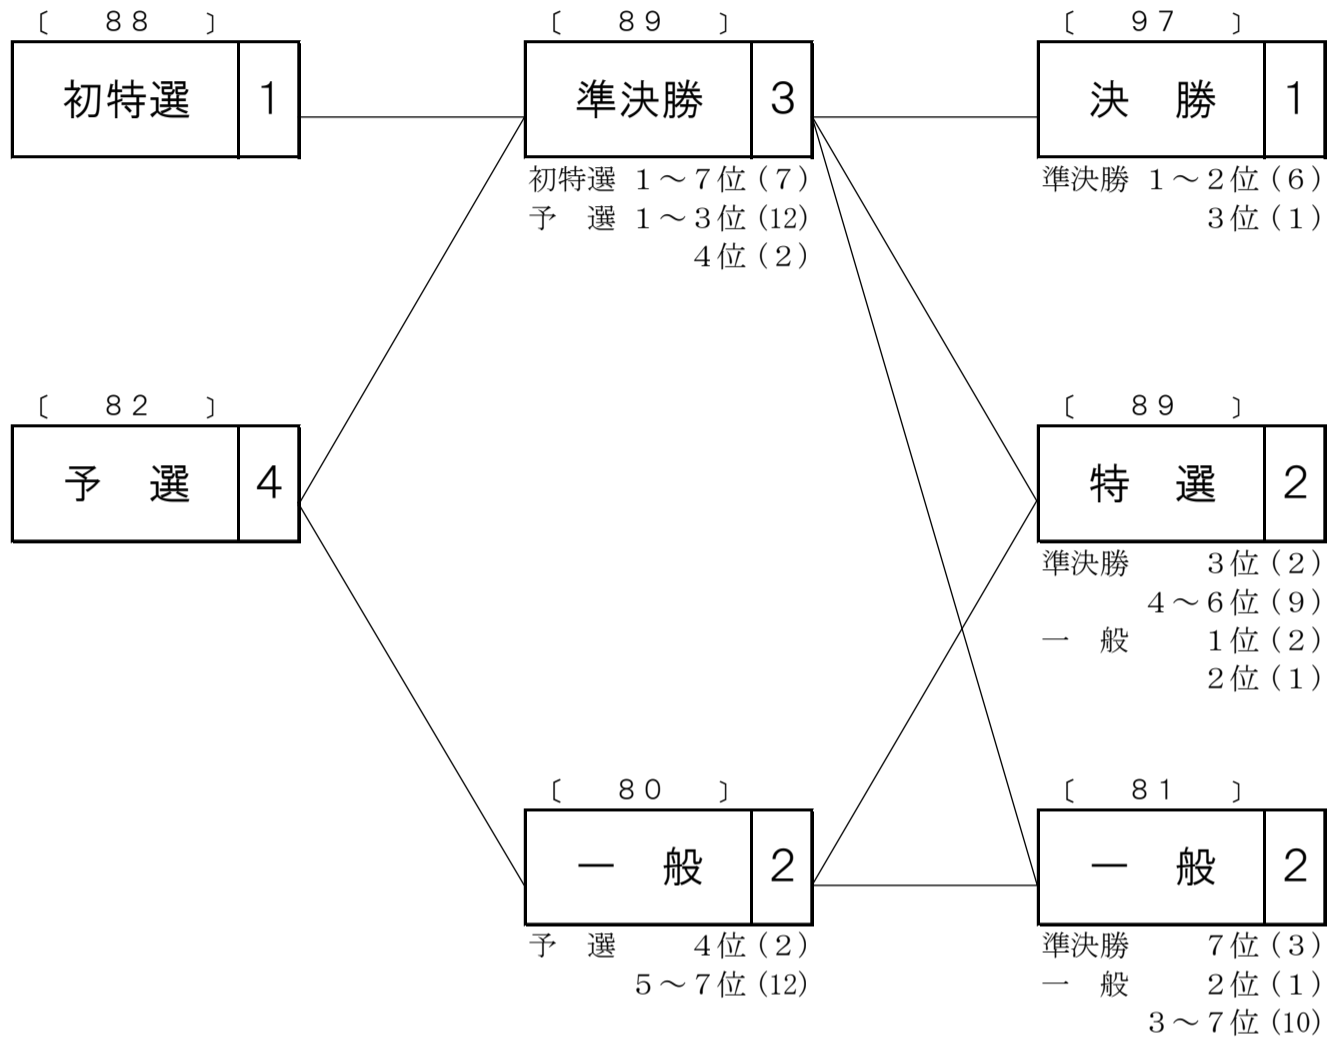 〔　８８　〕
初特選 1
〔　８９　〕
準決勝 3
初特選 １～７位（７）
予　選 １～３位（12）
４位（２）
〔　９７　〕
決　勝 1
準決勝 １～２位（６）
３位（１）
〔　８２　〕
予　選 4
〔　８９　〕
特　選 2
準決勝　３位（２）
４～６位（９）
一　般　１位（２）
２位（１）
〔　８０　〕
一　般 2
予　選　４位（２）
５～７位（12）
〔　８１　〕
一　般 2
準決勝　７位（３）
一　般　２位（１）
３～７位（10）